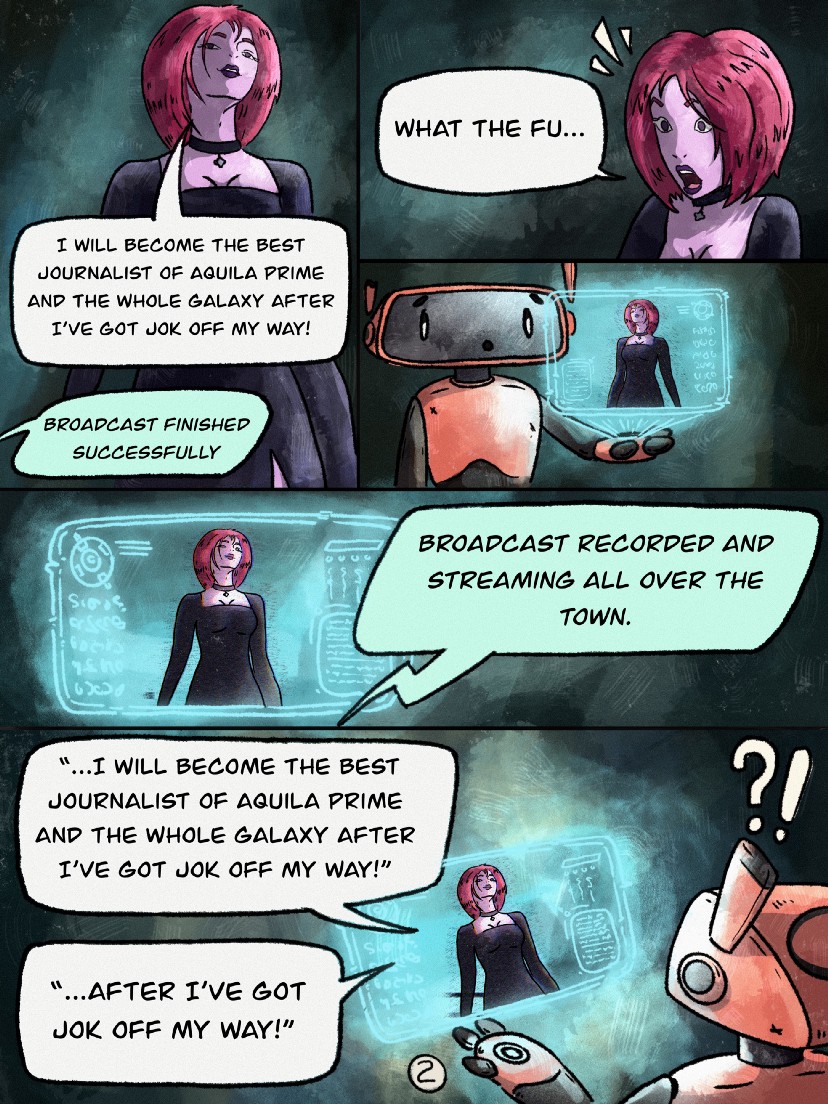 I WILL BECOME THE BEST
JOURNALIST OF AQUILA PRIME
AND THE WHOLE GALAXY AFTER
I'VE GOT JOK OFF MY WAY!
BROADCAST FINISHED
SUCCESSFULLY
WHAT THE FU...
BROADCAST RECORDED AND
STREAMING ALL OVER THE
TOWN.
"...I WILL BECOME THE BEST
JOURNALIST OF AQUILA PRIME
AND THE WHOLE GALAXY AFTER
I'VE GOT JOK OFF MY WAY!"
?!
"...AFTER I'VE GOT
JOK OFF MY WAY!"
2